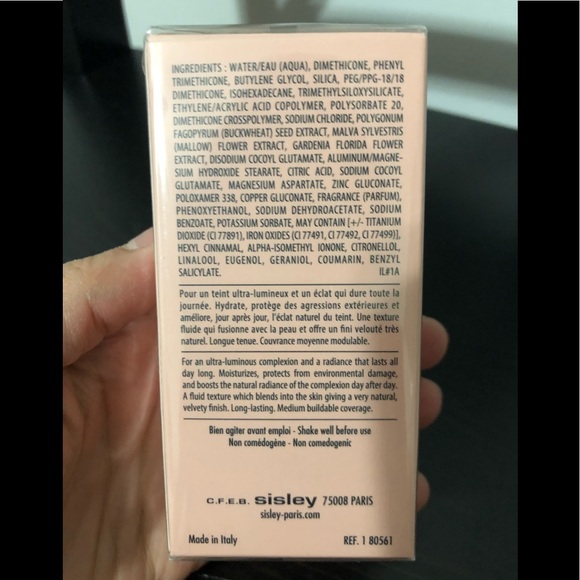 INGREDIENTS : WATER/EAU (AQUA), DIMETHICONE, PHENYL
TRIMETHICONE, BUTYLENE GLYCOL, SILICA, PEG/PPG-18/18
DIMETHICONE, ISOHEXADECANE, TRIMETHYLSILOXYSILICATE,
ETHYLENE/ACRYLIC ACID COPOLYMER, POLYSORBATE 20,
DIMETHICONE CROSSPOLYMER, SODIUM CHLORIDE, POLYGONUM
FAGOPYRUM (BUCKWHEAT) SEED EXTRACT, MALVA SYLVESTRIS
(MALLOW) FLOWER EXTRACT, GARDENIA FLORIDA FLOWER
EXTRACT, DISODIUM COCOYL GLUTAMATE, ALUMINUM/MAGNE-
SIUM HYDROXIDE STEARATE, CITRIC ACID, SODIUM COCOYL
GLUTAMATE, MAGNESIUM ASPARTATE, ZINC GLUCONATE,
POLOXAMER 338, COPPER GLUCONATE, FRAGRANCE (PARFUM),
PHENOXYETHANOL, SODIUM DEHYDROACETATE, SODIUM
BENZOATE, POTASSIUM SORBATE, MAY CONTAIN [+/- TITANIUM
DIOXIDE (CI 77891), IRON OXIDES (CI 77491, CI 77492, CI 77499)],
HEXYL CINNAMAL, ALPHA-ISOMETHYL IONONE, CITRONELLOL,
LINALOOL, EUGENOL, GERANIOL, COUMARIN, BENZYL
SALICYLATE. IL#1A
Pour un teint ultra-lumineux et un éclat qui dure toute la
journée. Hydrate, protège des agressions extérieures et
améliore, jour après jour, l'éclat naturel du teint. Une texture
fluide qui fusionne avec la peau et offre un fini velouté très
naturel. Longue tenue. Couvrance moyenne modulable.
For an ultra-luminous complexion and a radiance that lasts all
day long. Moisturizes, protects from environmental damage,
and boosts the natural radiance of the complexion day after day.
A fluid texture which blends into the skin giving a very natural,
velvety finish. Long-lasting. Medium buildable coverage.
Bien agiter avant emploi - Shake well before use
Non comédogène - Non comedogenic
C.F.E.B. sisley 75008 PARIS
sisley-paris.com
Made in Italy REF. 1 80561